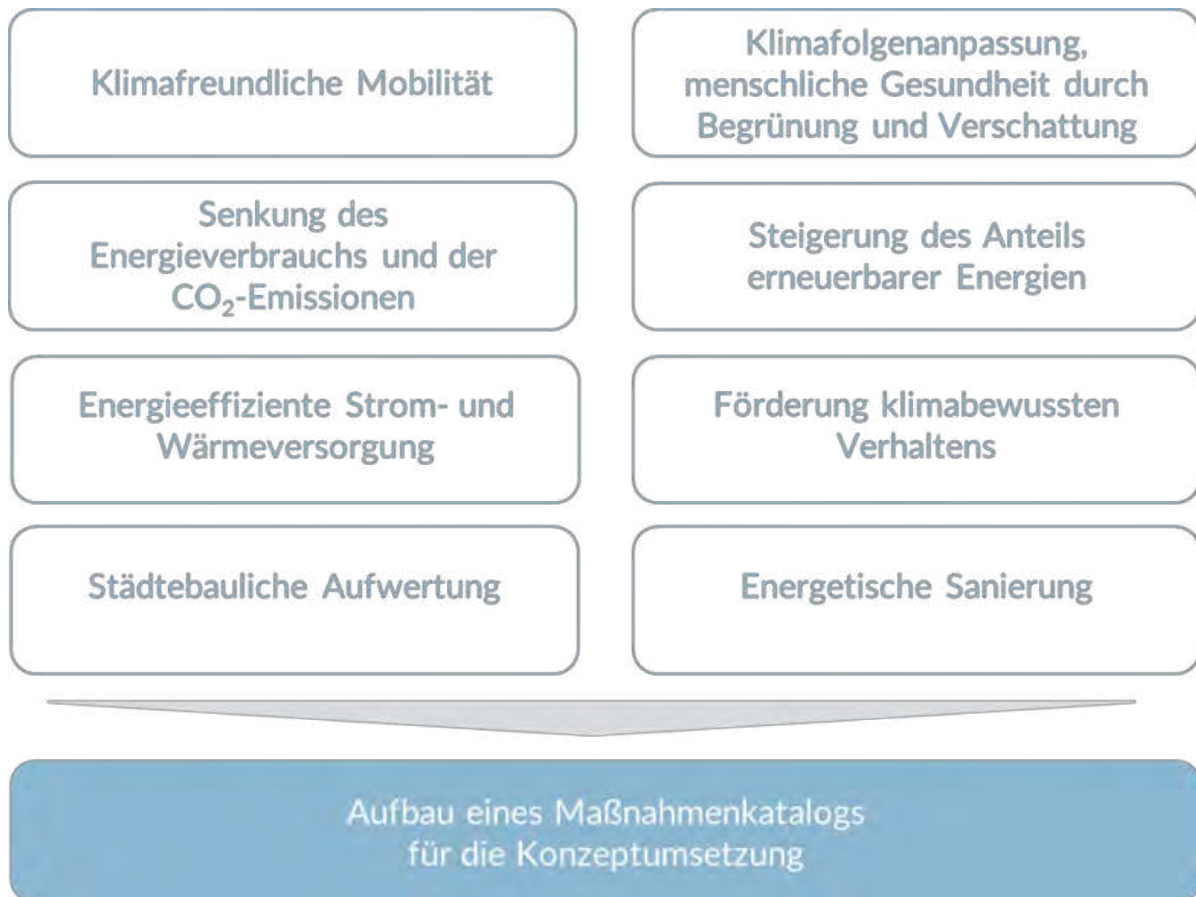 Klimafreundliche Mobilität
Klimafolgenanpassung,
menschliche Gesundheit durch
Begrünung und Verschattung
Senkung des
Energieverbrauchs und der
CO₂-Emissionen
Steigerung des Anteils
erneuerbarer Energien
Energieeffiziente Strom- und
Wärmeversorgung
Förderung klimabewussten
Verhaltens
Städtebauliche Aufwertung
Energetische Sanierung
Aufbau eines Maßnahmenkatalogs
für die Konzeptumsetzung